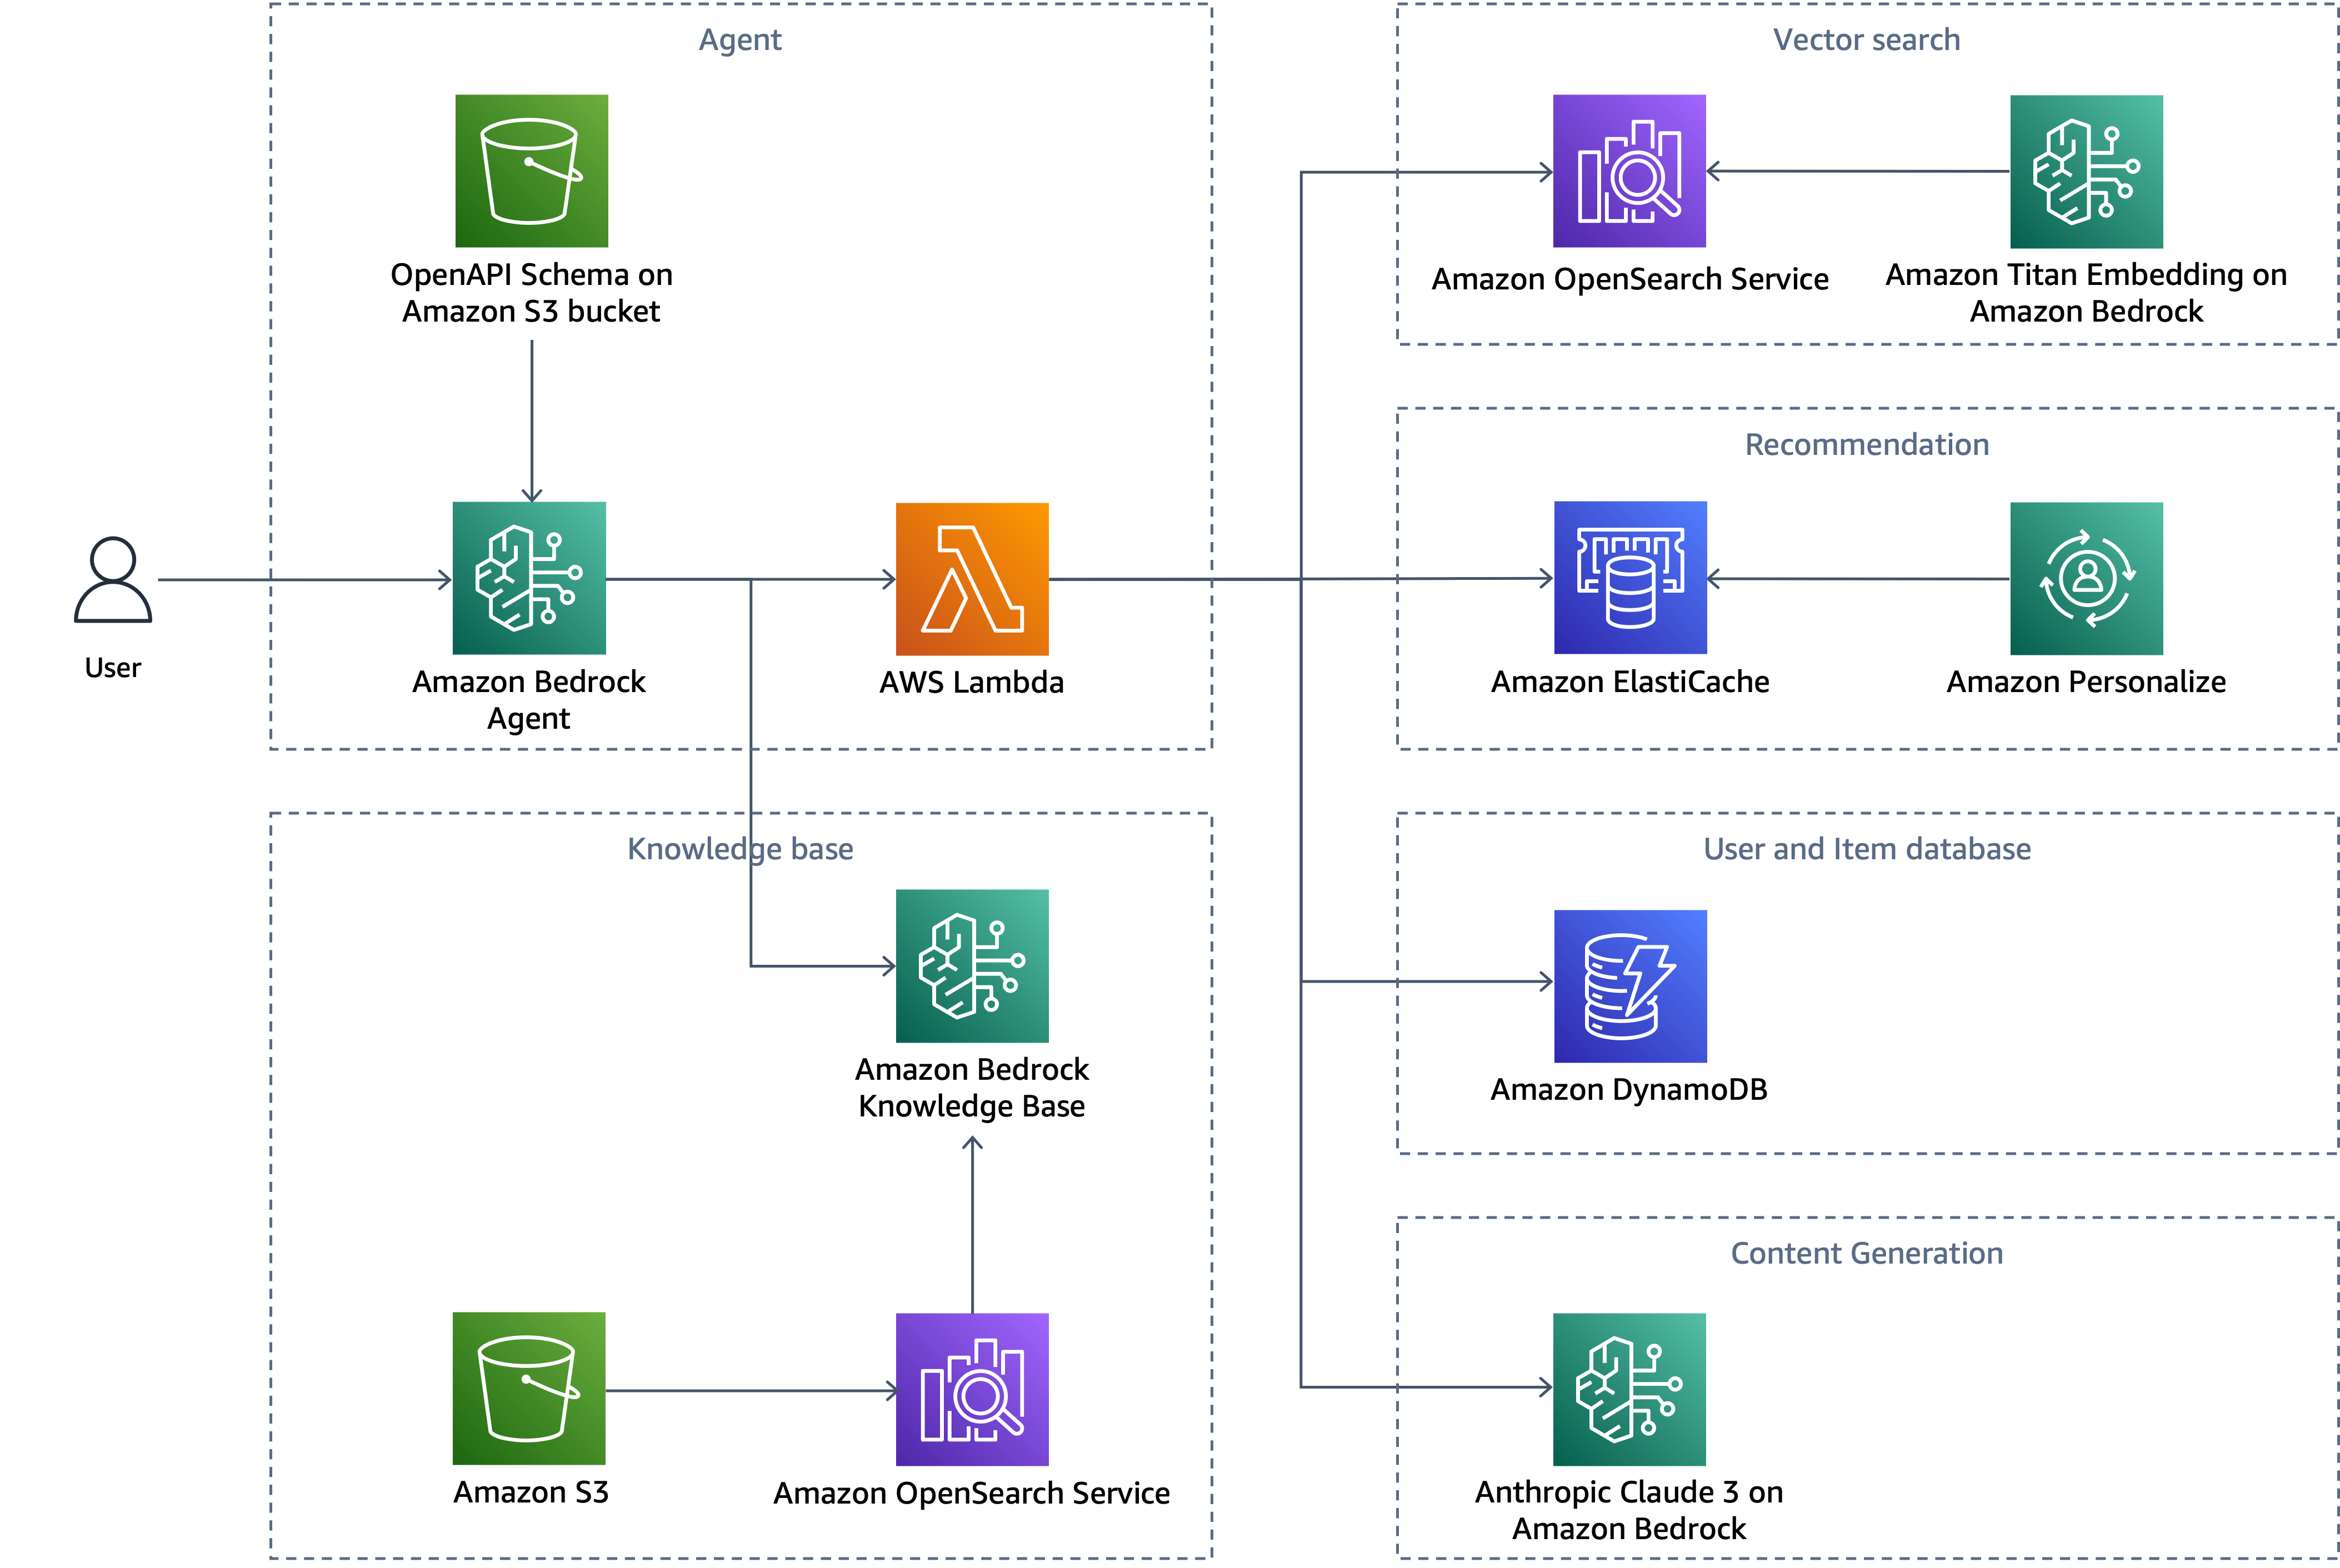 Agent
OpenAPI Schema on
Amazon S3 bucket
User
Amazon Bedrock
Agent
AWS Lambda
Knowledge base
Amazon Bedrock
Knowledge Base
Amazon S3
Amazon OpenSearch Service
Vector search
Amazon OpenSearch Service
Amazon Titan Embedding on
Amazon Bedrock
Recommendation
Amazon ElastiCache
Amazon Personalize
User and Item database
Amazon DynamoDB
Content Generation
Anthropic Claude 3 on
Amazon Bedrock